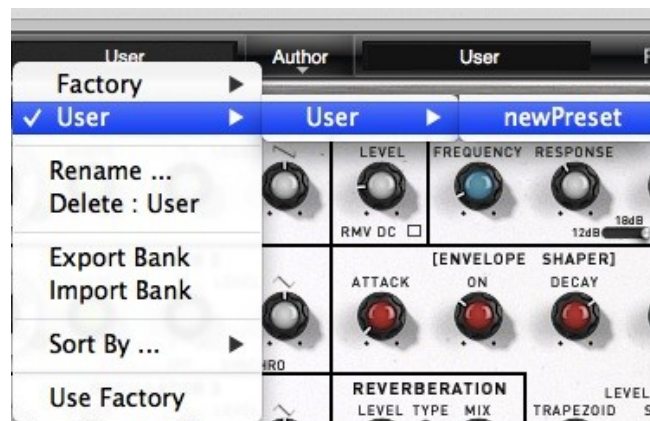 User Author User
Factory
✓ User User newPreset
LEVEL FREQUENCY RESPONSE
Rename ...
Delete : User
RMV DC 12dB 18dB
Export Bank
[ENVELOPE SHAPER]
Import Bank
ATTACK ON DECAY
Sort By ...
HRO
REVERBERATION LEVEL
Use Factory
LEVEL TYPE MIX TRAPEZOID S